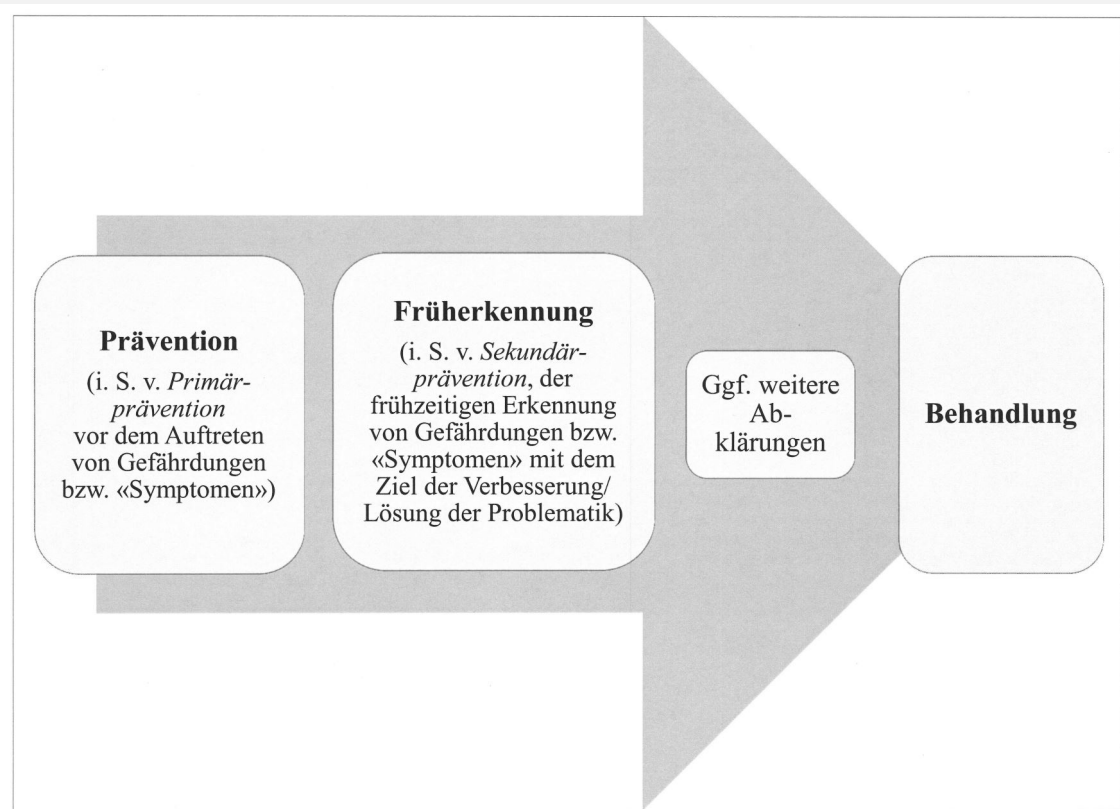 Prävention
(i. S. v. Primär-
prävention
vor dem Auftreten
von Gefährdungen
bzw. «Symptomen»)
Früherkennung
(i. S. v. Sekundär-
prävention, der
frühzeitigen Erkennung
von Gefährdungen bzw.
«Symptomen» mit dem
Ziel der Verbesserung/
Lösung der Problematik)
Ggf. weitere
Ab-
klärungen
Behandlung